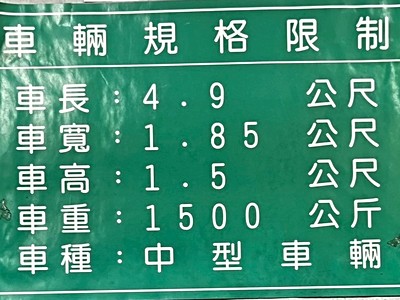 車輛規格限制
車長：4.9 公尺
車寬：1.85 公尺
車高：1.5 公尺
車重：1500 公斤
車種：中型車輛